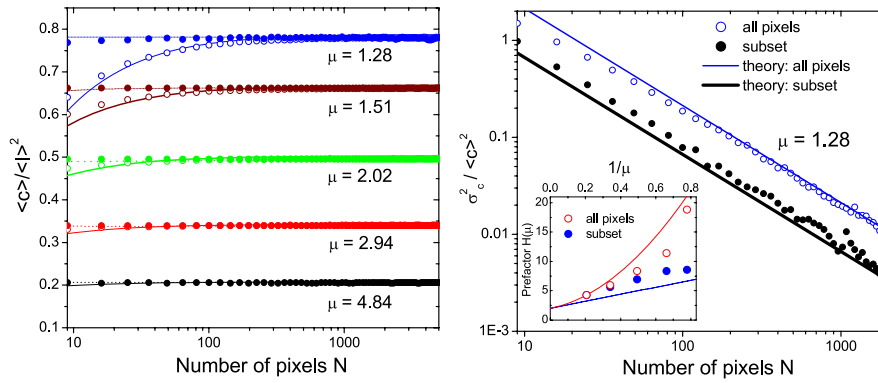 0.9
0.8
0.7
0.6
0.5
0.4
0.3
0.2
0.1
<c>/<I>²
μ = 1.28
μ = 1.51
μ = 2.02
μ = 2.94
μ = 4.84
10 100 1000
Number of pixels N
1
0.1
0.01
1E-3
σ²c / <c>²
all pixels
subset
theory: all pixels
theory: subset
μ = 1.28
1/μ
0.0 0.2 0.4 0.6 0.8
20
15
10
5
0
Prefactor H(μ)
all pixels
subset
10 100 1000
Number of pixels N